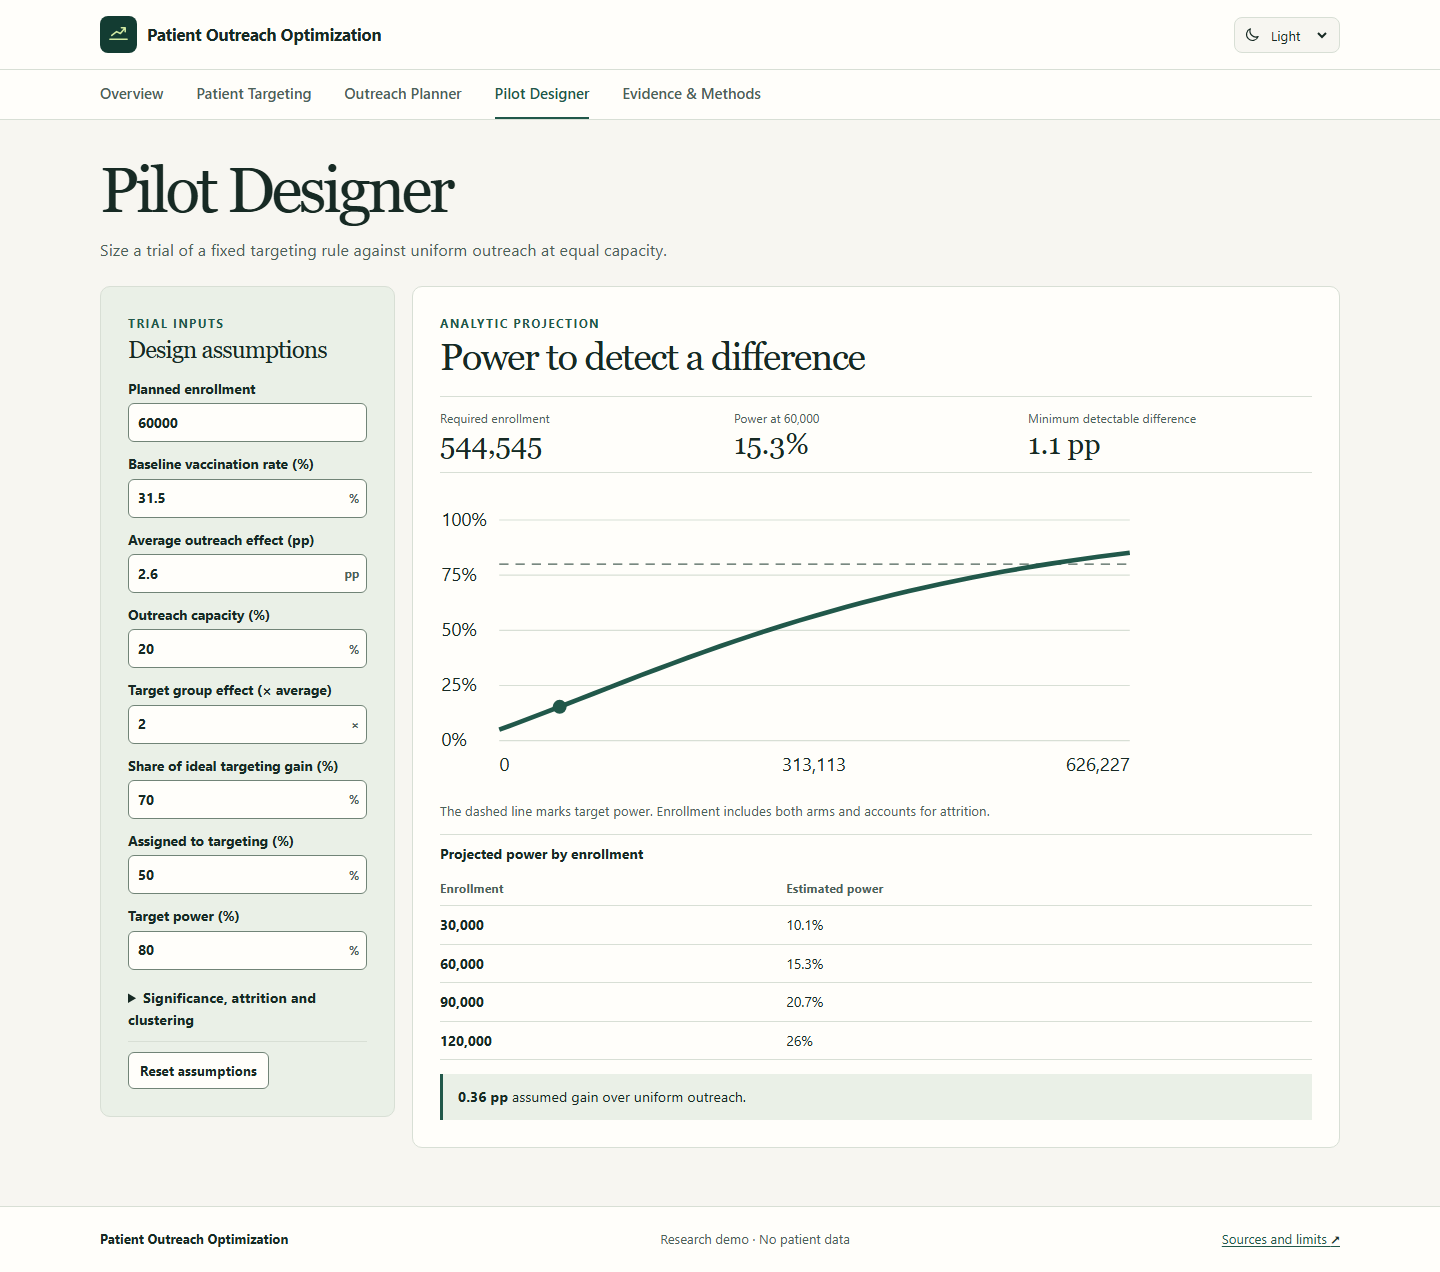 Patient Outreach Optimization
Light
Overview
Patient Targeting
Outreach Planner
Pilot Designer
Evidence & Methods
Pilot Designer
Size a trial of a fixed targeting rule against uniform outreach at equal capacity.
TRIAL INPUTS
Design assumptions
Planned enrollment
60000
Baseline vaccination rate (%)
31.5 %
Average outreach effect (pp)
2.6 pp
Outreach capacity (%)
20 %
Target group effect (× average)
2 ×
Share of ideal targeting gain (%)
70 %
Assigned to targeting (%)
50 %
Target power (%)
80 %
Significance, attrition and
clustering
Reset assumptions
ANALYTIC PROJECTION
Power to detect a difference
Required enrollment
544,545
Power at 60,000
15.3%
Minimum detectable difference
1.1 pp
100%
75%
50%
25%
0%
0
313,113
626,227
The dashed line marks target power. Enrollment includes both arms and accounts for attrition.
Projected power by enrollment
Enrollment Estimated power
30,000 10.1%
60,000 15.3%
90,000 20.7%
120,000 26%
0.36 pp assumed gain over uniform outreach.
Patient Outreach Optimization
Research demo · No patient data
Sources and limits ↗